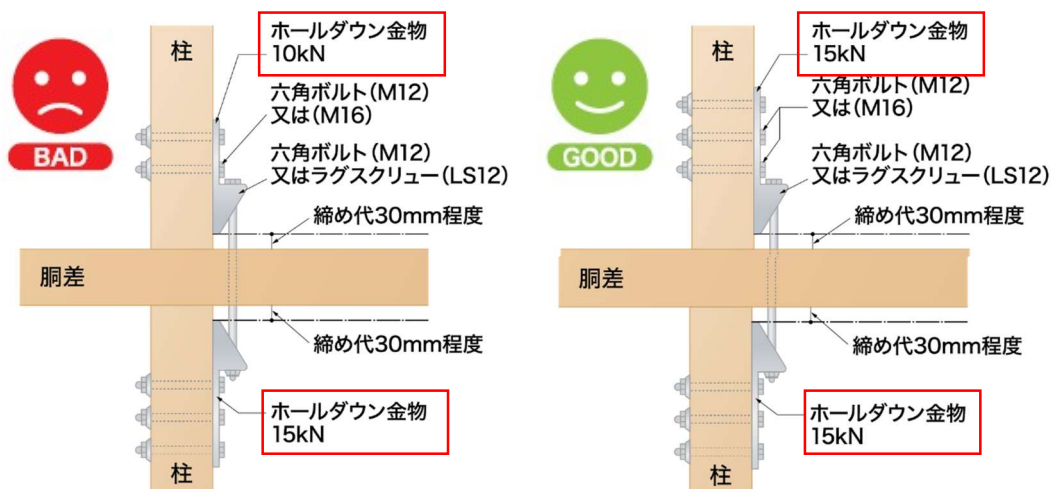 柱
ホールダウン金物
10kN
六角ボルト(M12)
又は(M16)
BAD
六角ボルト(M12)
又はラグスクリュー(LS12)
締め代30mm程度
胴差
締め代30mm程度
ホールダウン金物
15kN
柱
柱
ホールダウン金物
15kN
六角ボルト(M12)
又は(M16)
GOOD
六角ボルト(M12)
又はラグスクリュー(LS12)
締め代30mm程度
胴差
締め代30mm程度
ホールダウン金物
15kN
柱